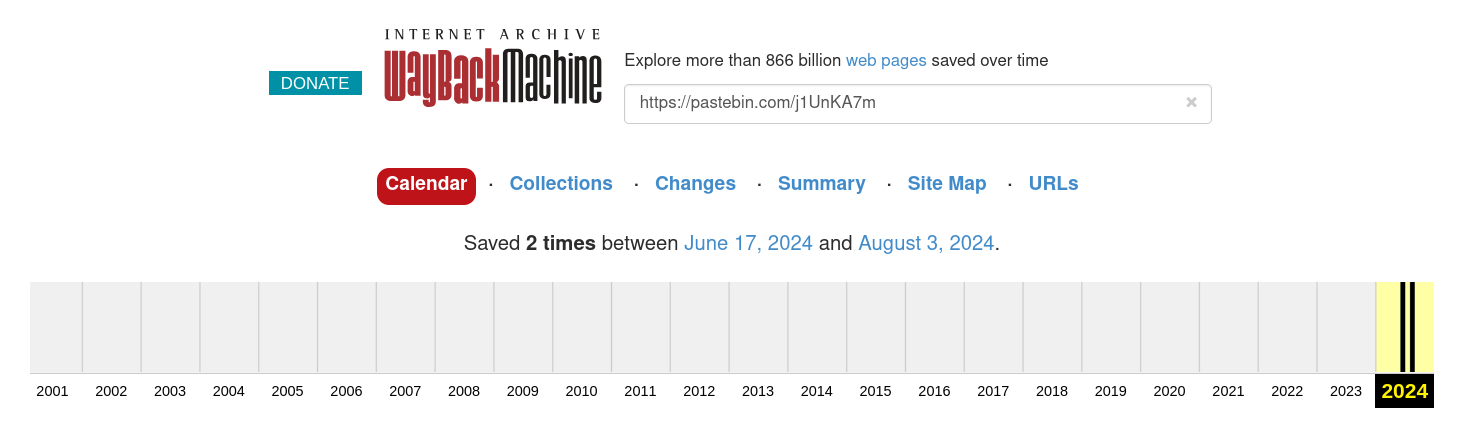 INTERNET ARCHIVE
WayBackMachine
DONATE
Explore more than 866 billion web pages saved over time
https://pastebin.com/j1UnKA7m ×
Calendar · Collections · Changes · Summary · Site Map · URLs
Saved 2 times between June 17, 2024 and August 3, 2024.
2001 2002 2003 2004 2005 2006 2007 2008 2009 2010 2011 2012 2013 2014 2015 2016 2017 2018 2019 2020 2021 2022 2023 2024